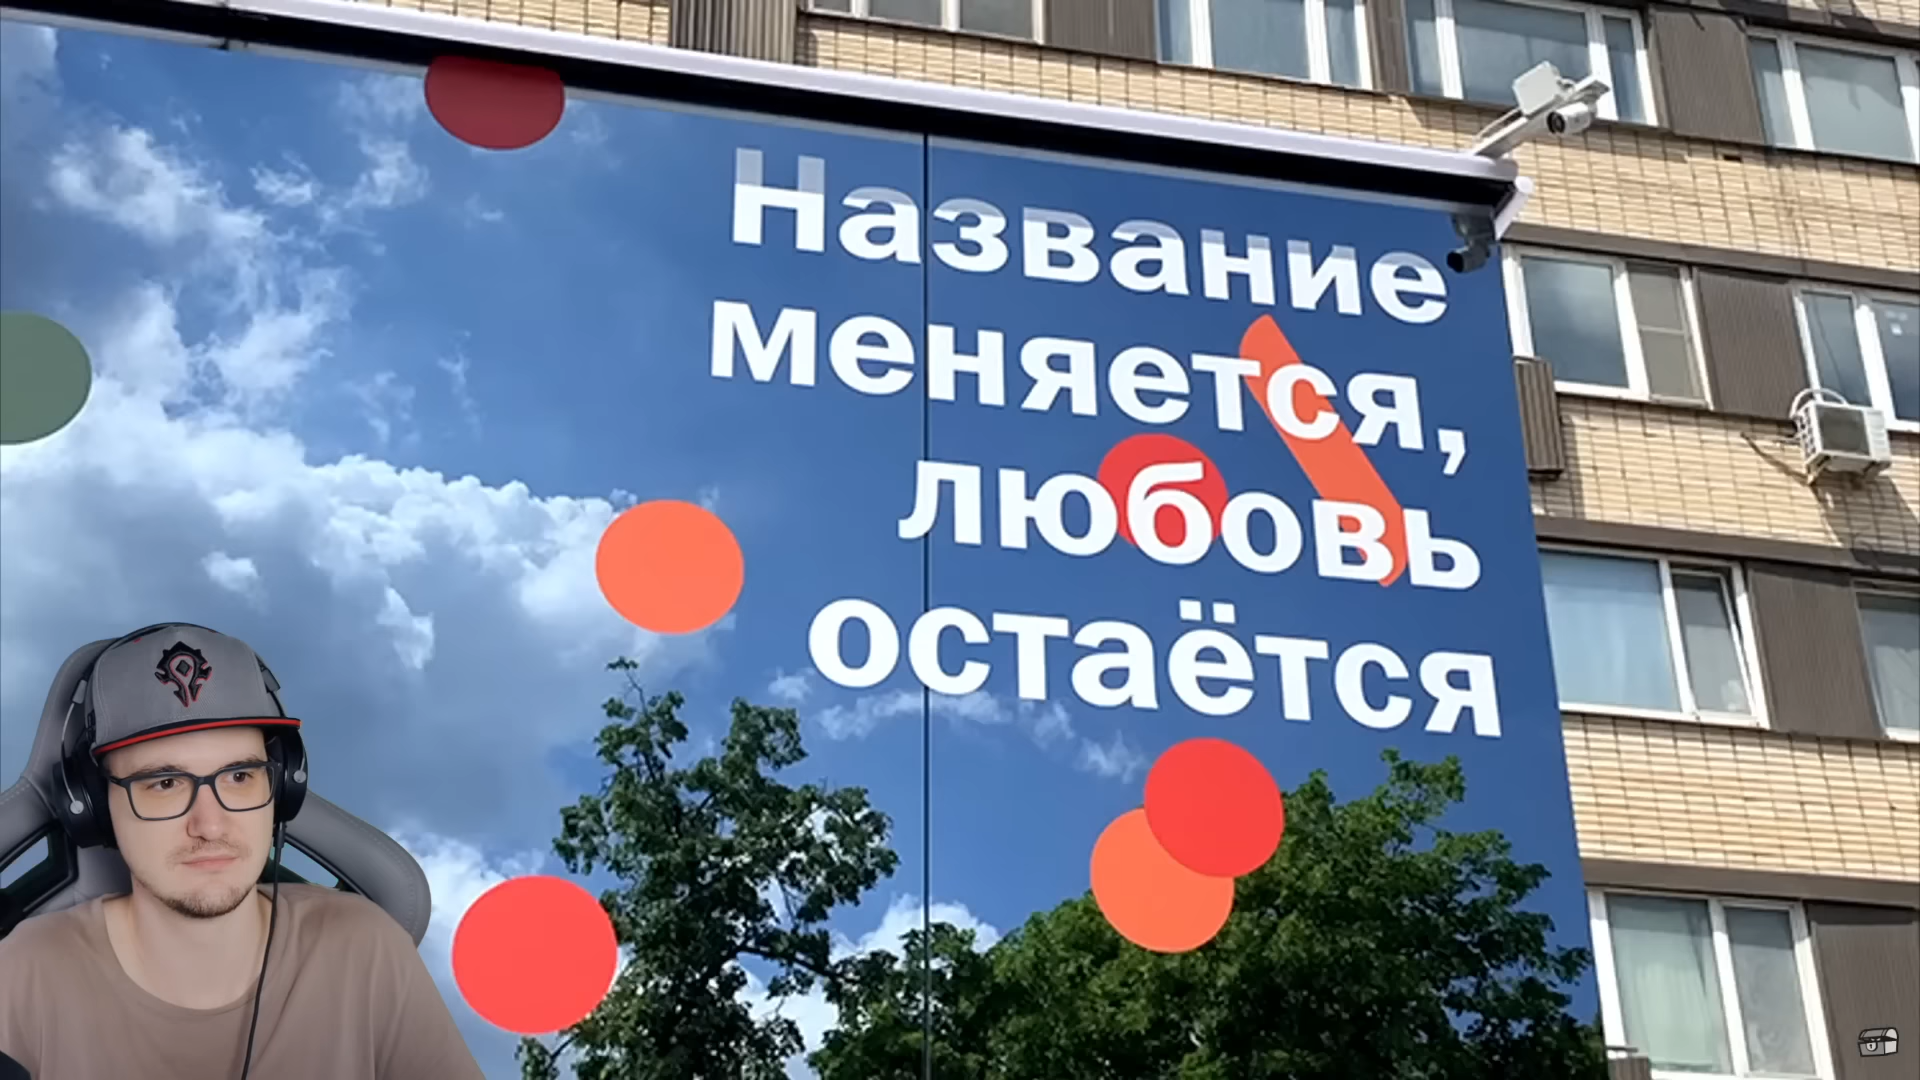 Название
меняется,
любовь
остаётся